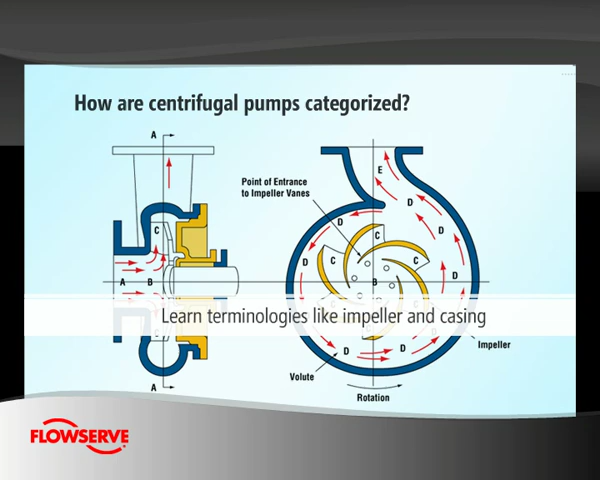 How are centrifugal pumps categorized?
A
Point of Entrance
to Impeller Vanes
E
D
D
D
C
C
D
D
C
C
D
D
A
B
B
C
Learn terminologies like impeller and casing
D
D
D
D
Impeller
Volute
A
Rotation
FLOWSERVE